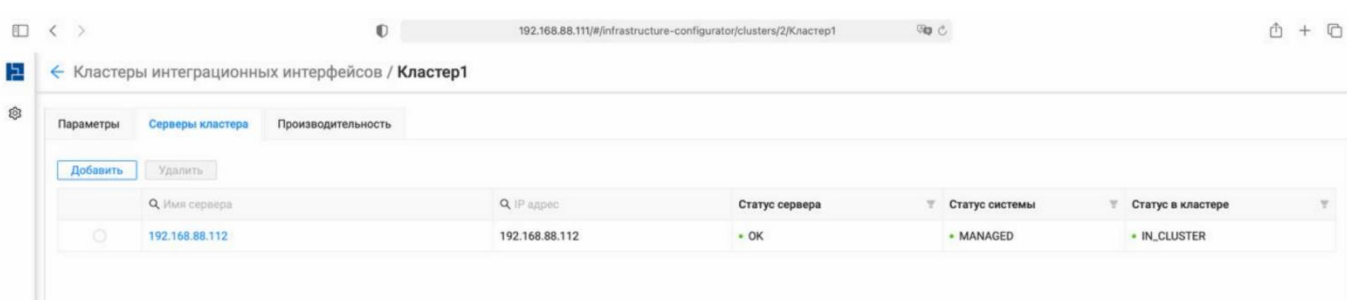 192.168.88.111/#/infrastructure-configurator/clusters/2/Кластер1
Кластеры интеграционных интерфейсов / Кластер1
Параметры Серверы кластера Производительность
Добавить Удалить
Имя сервера IP адрес Статус сервера Статус системы Статус в кластере
192.168.88.112 192.168.88.112 OK MANAGED IN_CLUSTER